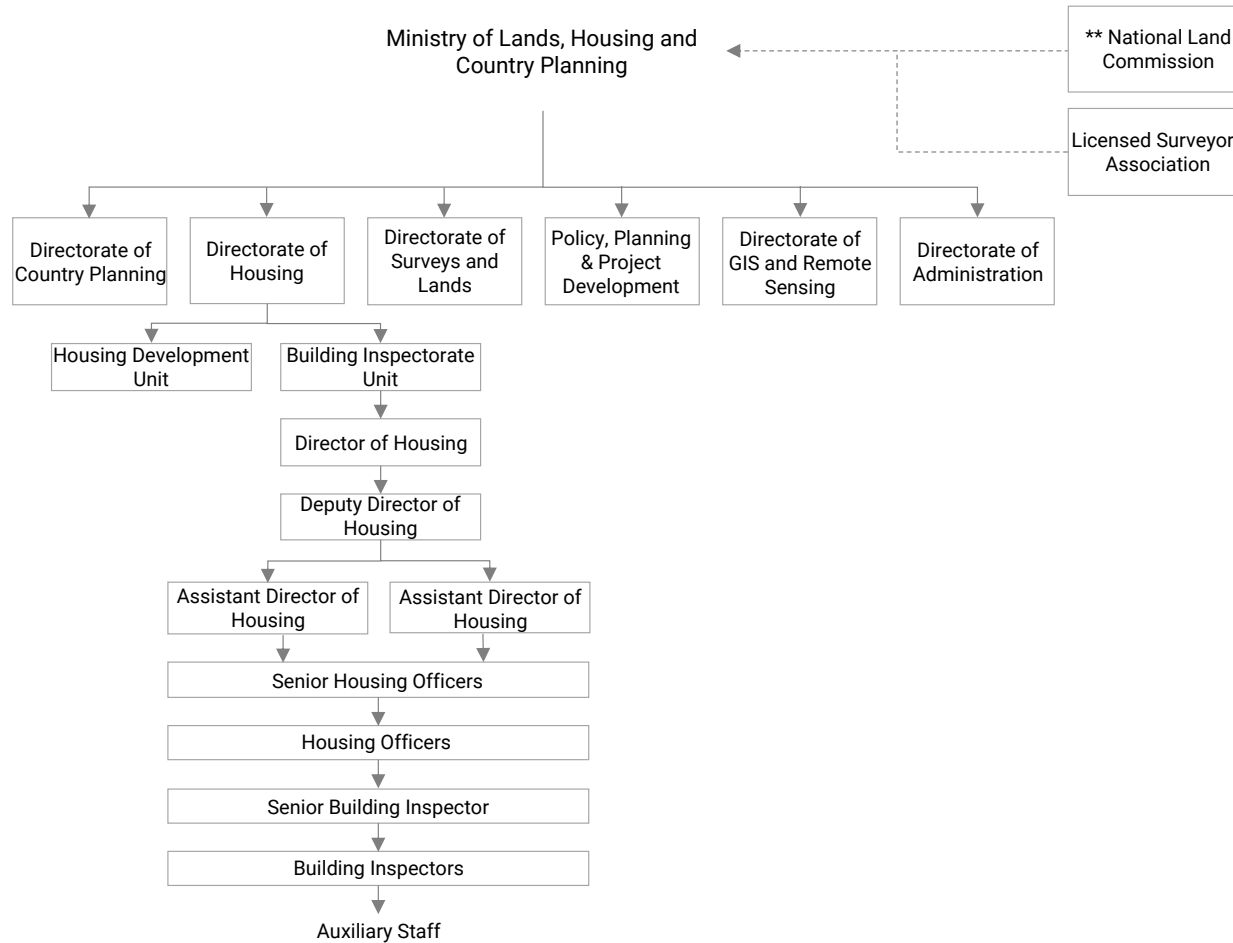 Ministry of Lands, Housing and
Country Planning
** National Land
Commission
Licensed Surveyor
Association
Directorate of
Country Planning
Directorate of
Housing
Directorate of
Surveys and
Lands
Policy, Planning
& Project
Development
Directorate of
GIS and Remote
Sensing
Directorate of
Administration
Housing Development
Unit
Building Inspectorate
Unit
Director of Housing
Deputy Director of
Housing
Assistant Director of
Housing
Assistant Director of
Housing
Senior Housing Officers
Housing Officers
Senior Building Inspector
Building Inspectors
Auxiliary Staff